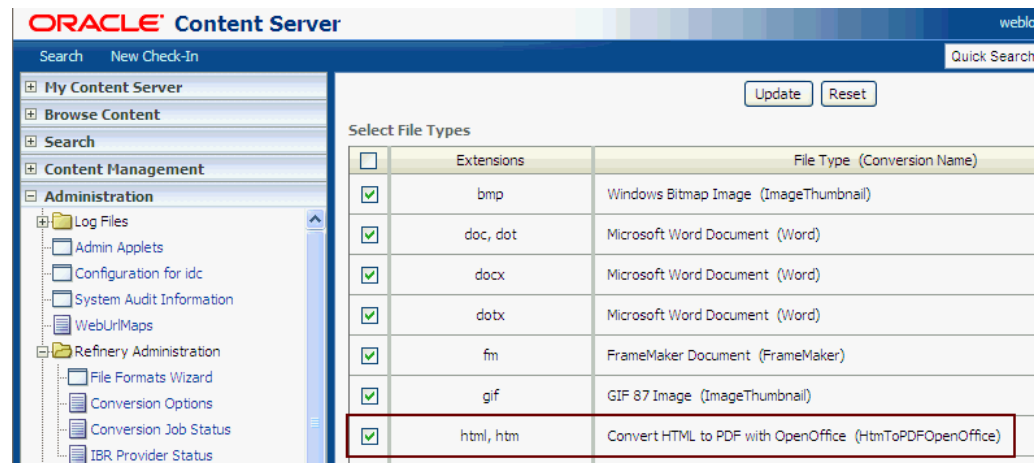 ORACLE Content Server
weblo
Search New Check-In
Quick Search
My Content Server
Browse Content
Search
Content Management
Administration
Log Files
Admin Applets
Configuration for idc
System Audit Information
WebUrlMaps
Refinery Administration
File Formats Wizard
Conversion Options
Conversion Job Status
IBR Provider Status
Update Reset
Select File Types
Extensions File Type (Conversion Name)
bmp Windows Bitmap Image (ImageThumbnail)
doc, dot Microsoft Word Document (Word)
docx Microsoft Word Document (Word)
dotx Microsoft Word Document (Word)
fm FrameMaker Document (FrameMaker)
gif GIF 87 Image (ImageThumbnail)
html, htm Convert HTML to PDF with OpenOffice (HtmToPDFOpenOffice)